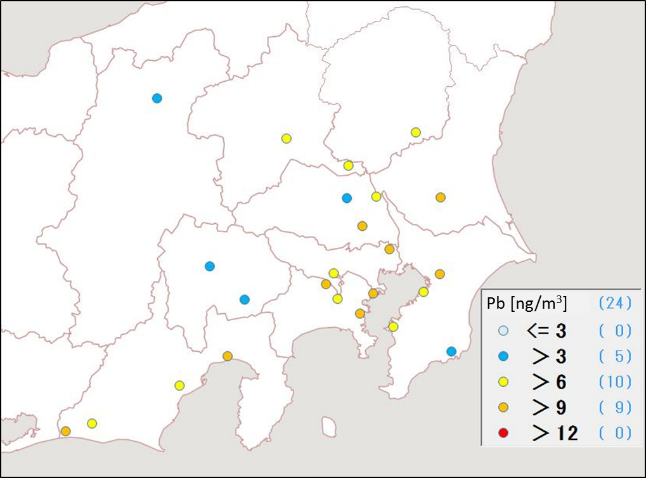 Pb [ng/m³] (24)
<= 3 ( 0)
> 3 ( 5)
> 6 (10)
> 9 ( 9)
> 12 ( 0)